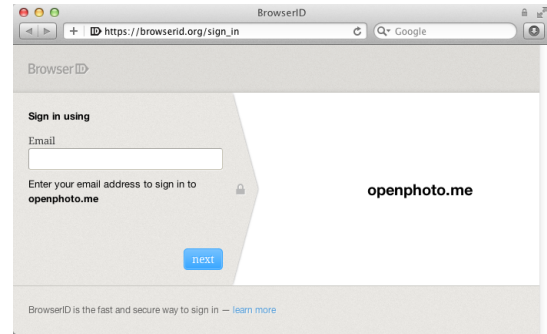 BrowserID
https://browserid.org/sign_in
Google
BrowserID
Sign in using
Email
Enter your email address to sign in to
openphoto.me
openphoto.me
next
BrowserID is the fast and secure way to sign in — learn more